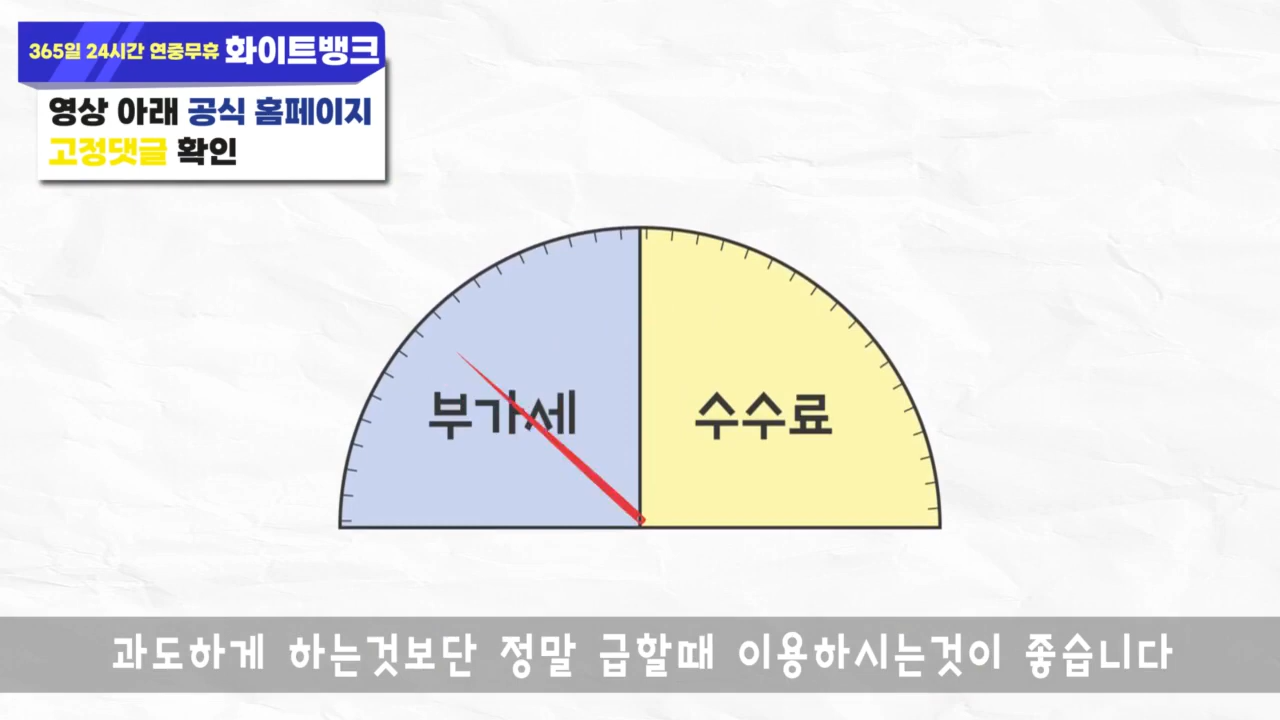 365일 24시간 연중무휴 화이트뱅크
영상 아래 공식 홈페이지
고정댓글 확인
부가세
수수료
과도하게 하는것보단 정말 급할때 이용하시는것이 좋습니다